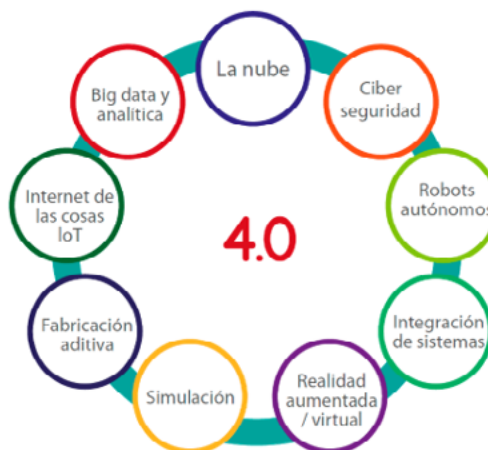 La nube
Ciber
seguridad
Robots
autónomos
Integración
de sistemas
Realidad
aumentada
/ virtual
Simulación
Fabricación
aditiva
Internet de
las cosas
IoT
Big data y
analítica
4.0